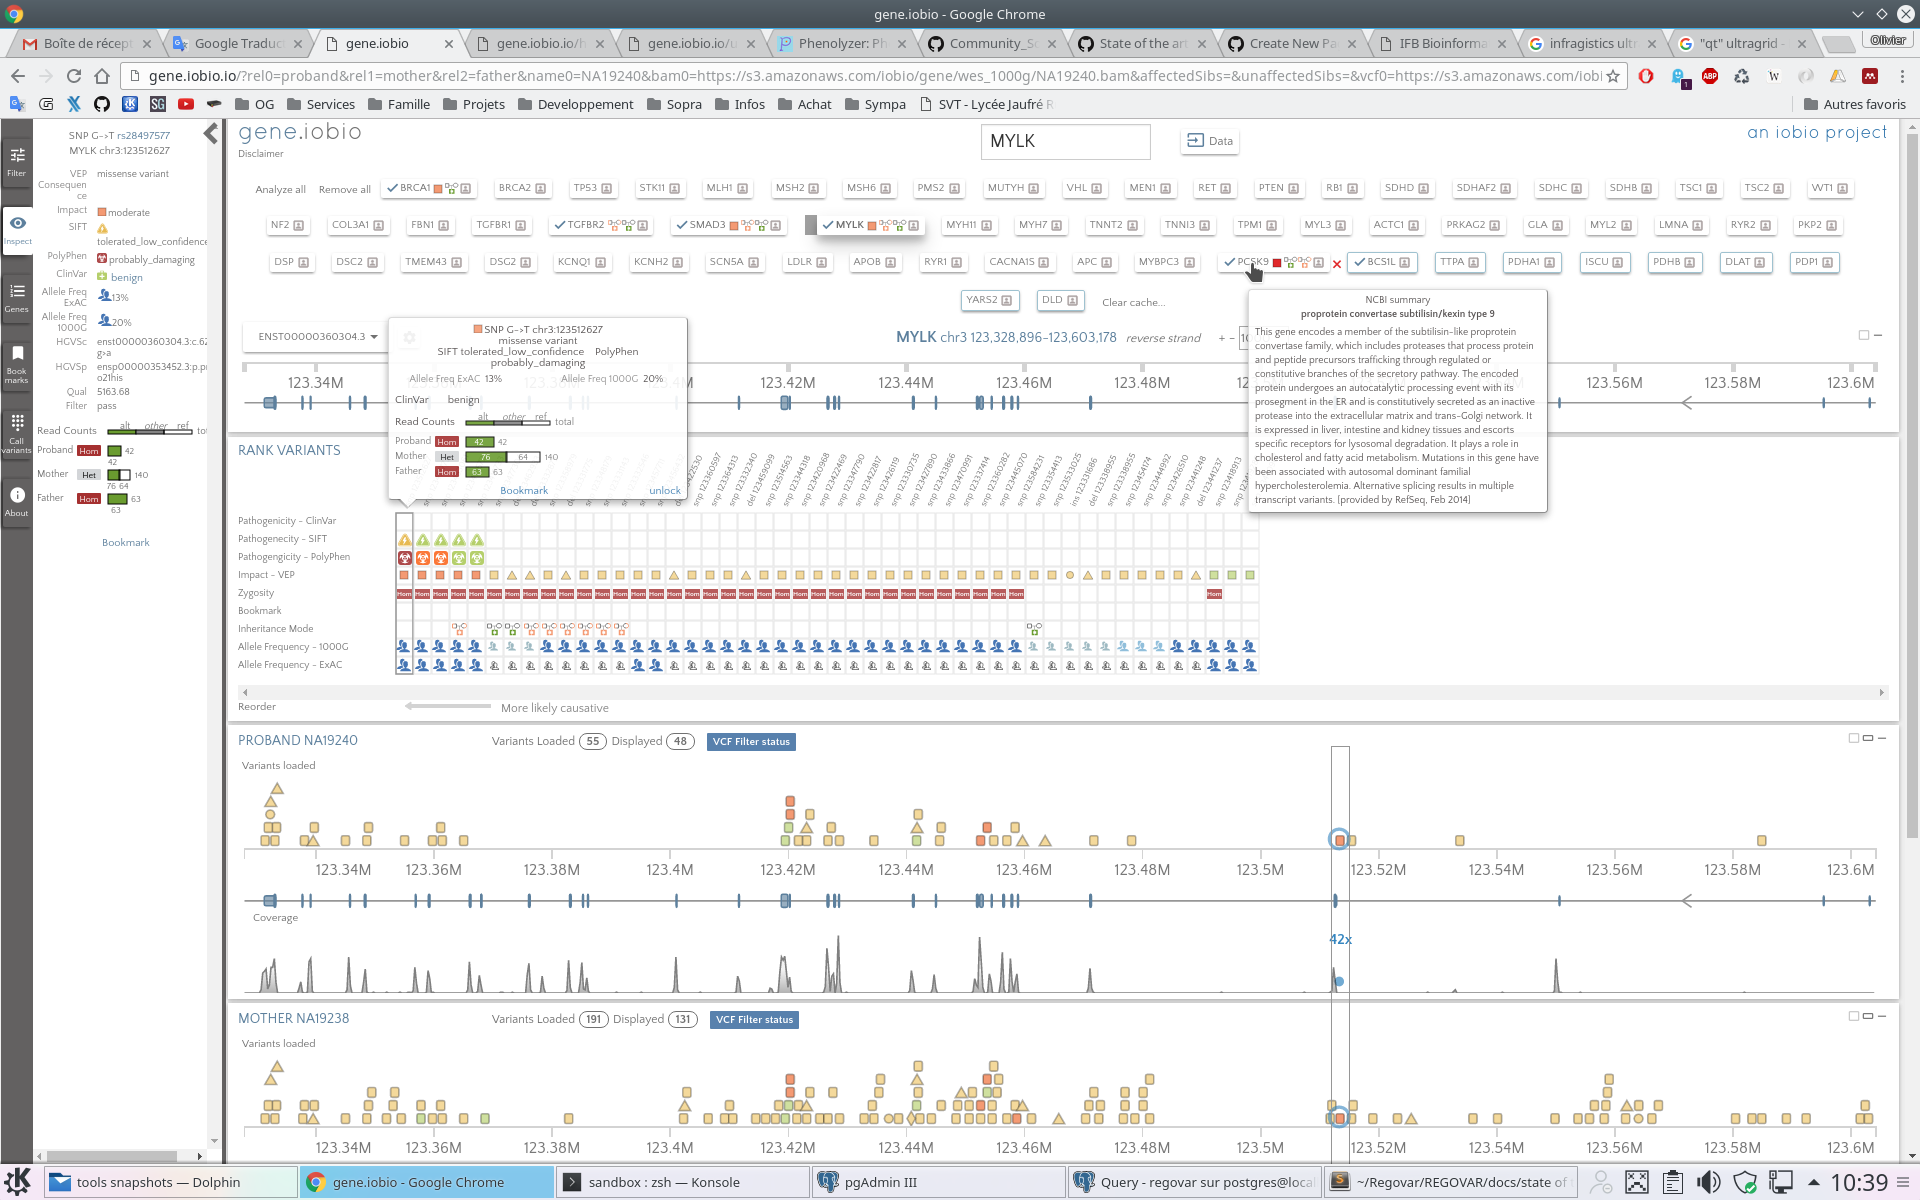 gene.iobio - Google Chrome
Boîte de récept
Google Traduc
gene.iobio
gene.iobio.io/h
gene.iobio.io/u
Phenolyzer: Ph
Community_S
State of the art
Create New Pa
IFB Bioinforma
infragistics ultr
"qt" ultragrid -
Olivier
gene.iobio.io/?rel0=proband&rel1=mother&rel2=father&name0=NA19240&bam0=https://s3.amazonaws.com/iobio/gene/wes_1000g/NA19240.bam&affectedSibs=&unaffectedSibs=&vcf0=https://s3.amazonaws.com/iobi
OG
Services
Famille
Projets
Developpement
Sopra
Infos
Achat
Sympa
SVT - Lycée Jaufré R
Autres favoris
Filter
Inspect
Genes
Book marks
Call variants
About
SNP G->T rs28497577
MYLK chr3:123512627
VEP Consequence missense variant
Impact moderate
SIFT tolerated_low_confidence
PolyPhen probably_damaging
ClinVar benign
Allele Freq ExAC 13%
Allele Freq 1000G 20%
HGVSc enst00000360304.3:c.62
g>a
HGVSp ensp00000353452.3:p.p
ro21his
Qual 5163.68
Filter pass
Read Counts alt other ref tot
Proband Hom 42
42
Mother Het 140
76 64
Father Hom 63
63
Bookmark
gene.iobio
Disclaimer
MYLK
Data
an iobio project
Analyze all Remove all BRCA1 BRCA2 TP53 STK11 MLH1 MSH2 MSH6 PMS2 MUTYH VHL MEN1 RET PTEN RB1 SDHD SDHAF2 SDHC SDHB TSC1 TSC2 WT1
NF2 COL3A1 FBN1 TGFBR1 TGFBR2 SMAD3 MYLK MYH11 MYH7 TNNT2 TNNI3 TPM1 MYL3 ACTC1 PRKAG2 GLA MYL2 LMNA RYR2 PKP2
DSP DSC2 TMEM43 DSG2 KCNQ1 KCNH2 SCN5A LDLR APOB RYR1 CACNA1S APC MYBPC3 PCSK9 BCS1L TTPA PDHA1 ISCU PDHB DLAT PDP1
YARS2 DLD Clear cache...
ENST00000360304.3
MYLK chr3 123,328,896-123,603,178 reverse strand + -
123.34M 123.42M 123.44M 123.46M 123.48M 123.56M 123.58M 123.6M
SNP G->T chr3:123512627
missense variant
SIFT tolerated_low_confidence PolyPhen
probably_damaging
Allele Freq ExAC 13% Allele Freq 1000G 20%
ClinVar benign
Read Counts alt other ref total
Proband Hom 42 42
Mother Het 76 64 140
Father Hom 63 63
Bookmark unlock
NCBI summary
proprotein convertase subtilisin/kexin type 9
This gene encodes a member of the subtilisin-like proprotein
convertase family, which includes proteases that process protein
and peptide precursors trafficking through regulated or
constitutive branches of the secretory pathway. The encoded
protein undergoes an autocatalytic processing event with its
prosegment in the ER and is constitutively secreted as an inactive
protease into the extracellular matrix and trans-Golgi network. It
is expressed in liver, intestine and kidney tissues and escorts
specific receptors for lysosomal degradation. It plays a role in
cholesterol and fatty acid metabolism. Mutations in this gene have
been associated with autosomal dominant familial
hypercholesterolemia. Alternative splicing results in multiple
transcript variants. [provided by RefSeq, Feb 2014]
RANK VARIANTS
Pathogenicity - ClinVar
Pathogenecity - SIFT
Pathogengicity - PolyPhen
Impact - VEP
Zygosity
Bookmark
Inheritance Mode
Allele Frequency - 1000G
Allele Frequency - ExAC
Reorder
More likely causative
PROBAND NA19240
Variants Loaded 55 Displayed 48 VCF Filter status
Variants loaded
123.34M 123.36M 123.38M 123.4M 123.42M 123.44M 123.46M 123.48M 123.5M 123.52M 123.54M 123.56M 123.58M 123.6M
Coverage
42x
MOTHER NA19238
Variants Loaded 191 Displayed 131 VCF Filter status
Variants loaded
123.34M 123.36M 123.38M 123.4M 123.42M 123.44M 123.46M 123.48M 123.5M 123.52M 123.54M 123.56M 123.58M 123.6M
tools snapshots — Dolphin
gene.iobio - Google Chrome
sandbox : zsh — Konsole
pgAdmin III
Query - regovar sur postgres@local
~/Regovar/REGOVAR/docs/state of t
10:39